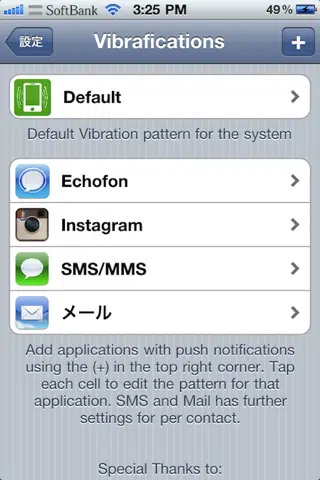 SoftBank 3:25 PM 49%
設定 Vibrafications +
Default
Default Vibration pattern for the system
Echofon
Instagram
SMS/MMS
メール
Add applications with push notifications
using the (+) in the top right corner. Tap
each cell to edit the pattern for that
application. SMS and Mail has further
settings for per contact.
Special Thanks to: